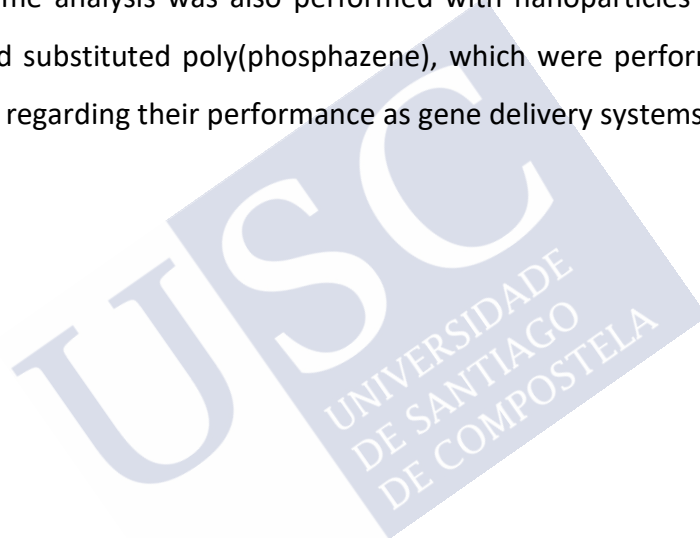 me analysis was also performed with nanoparticles
d substituted poly(phosphazene), which were perform
regarding their performance as gene delivery systems
USC
UNIVERSIDADE
DE SANTIAGO
DE COMPOSTELA